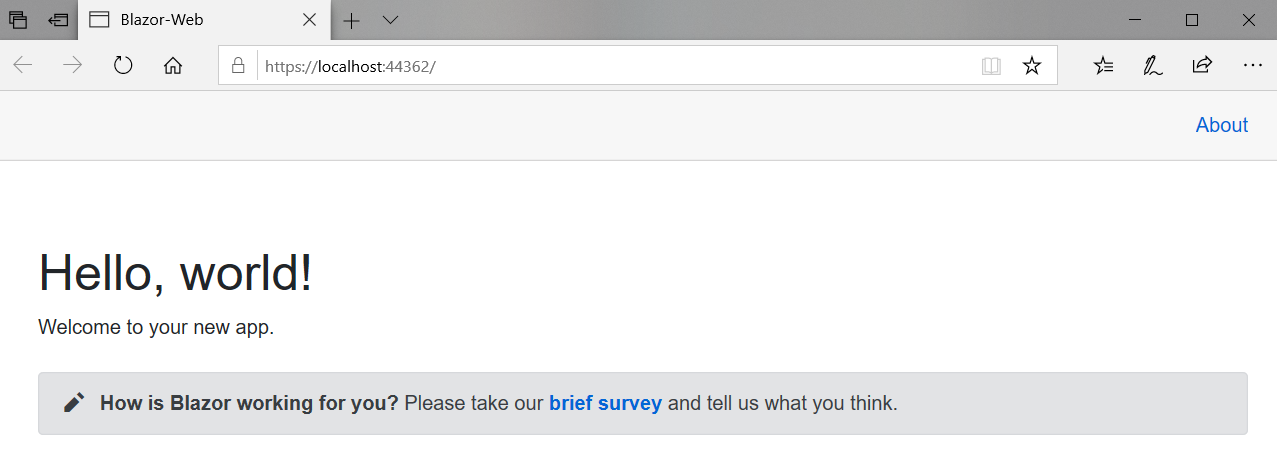 Blazor-Web
https://localhost:44362/
About
Hello, world!
Welcome to your new app.
How is Blazor working for you? Please take our brief survey and tell us what you think.